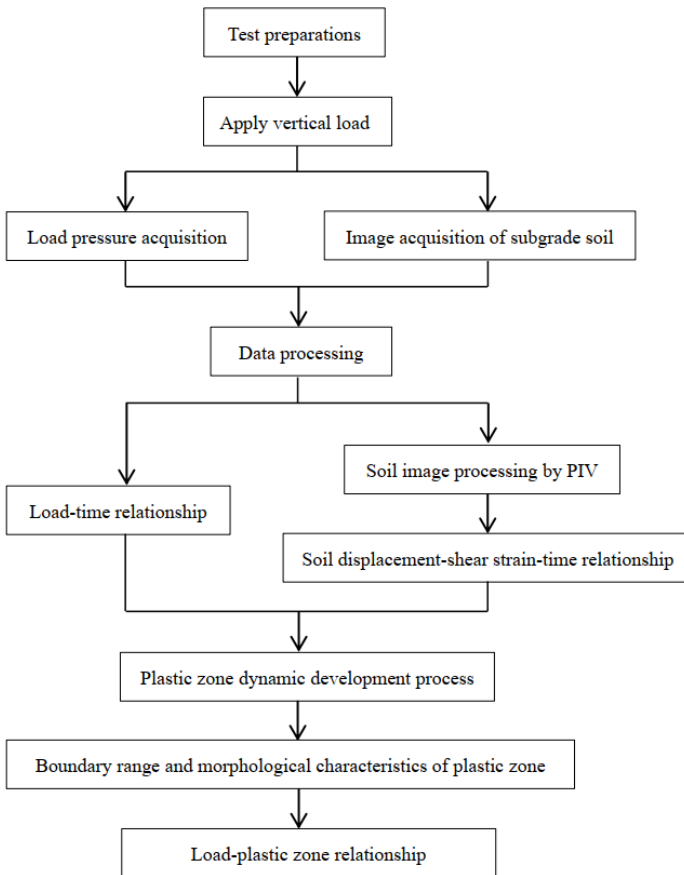 Test preparations
Apply vertical load
Load pressure acquisition
Image acquisition of subgrade soil
Data processing
Soil image processing by PIV
Load-time relationship
Soil displacement-shear strain-time relationship
Plastic zone dynamic development process
Boundary range and morphological characteristics of plastic zone
Load-plastic zone relationship